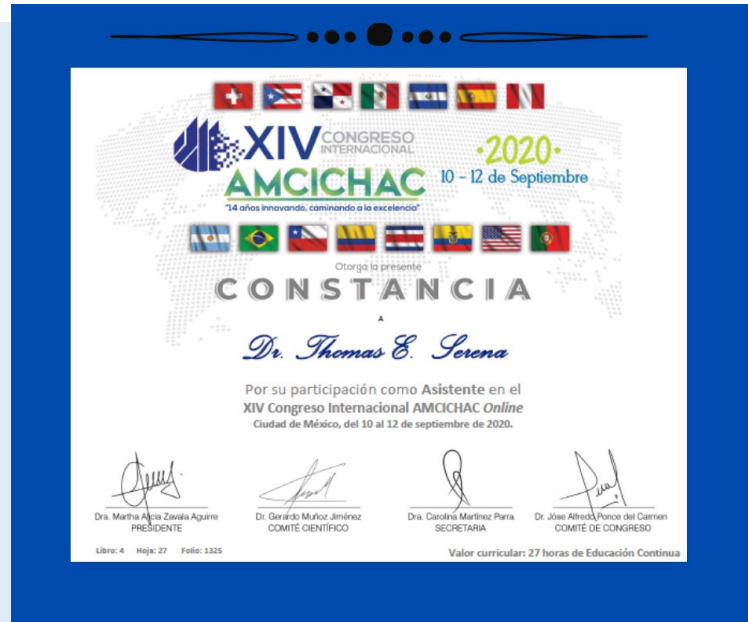 XIV CONGRESO
INTERNACIONAL
AMCICHAC
"14 años innovando, caminando a la excelencia"
·2020·
10 - 12 de Septiembre
Otorga la presente
CONSTANCIA
A
Dr. Thomas E. Serena
Por su participación como Asistente en el
XIV Congreso Internacional AMCICHAC Online
Ciudad de México, del 10 al 12 de septiembre de 2020.
Dra. Martha Alicia Zavala Aguirre
PRESIDENTE
Dr. Gerardo Muñoz Jiménez
COMITÉ CIENTÍFICO
Dra. Carolina Martínez Parra
SECRETARIA
Dr. Jóse Alfredo Ponce del Carmen
COMITÉ DE CONGRESO
Libro: 4 Hoja: 27 Folio: 1325
Valor curricular: 27 horas de Educación Continua